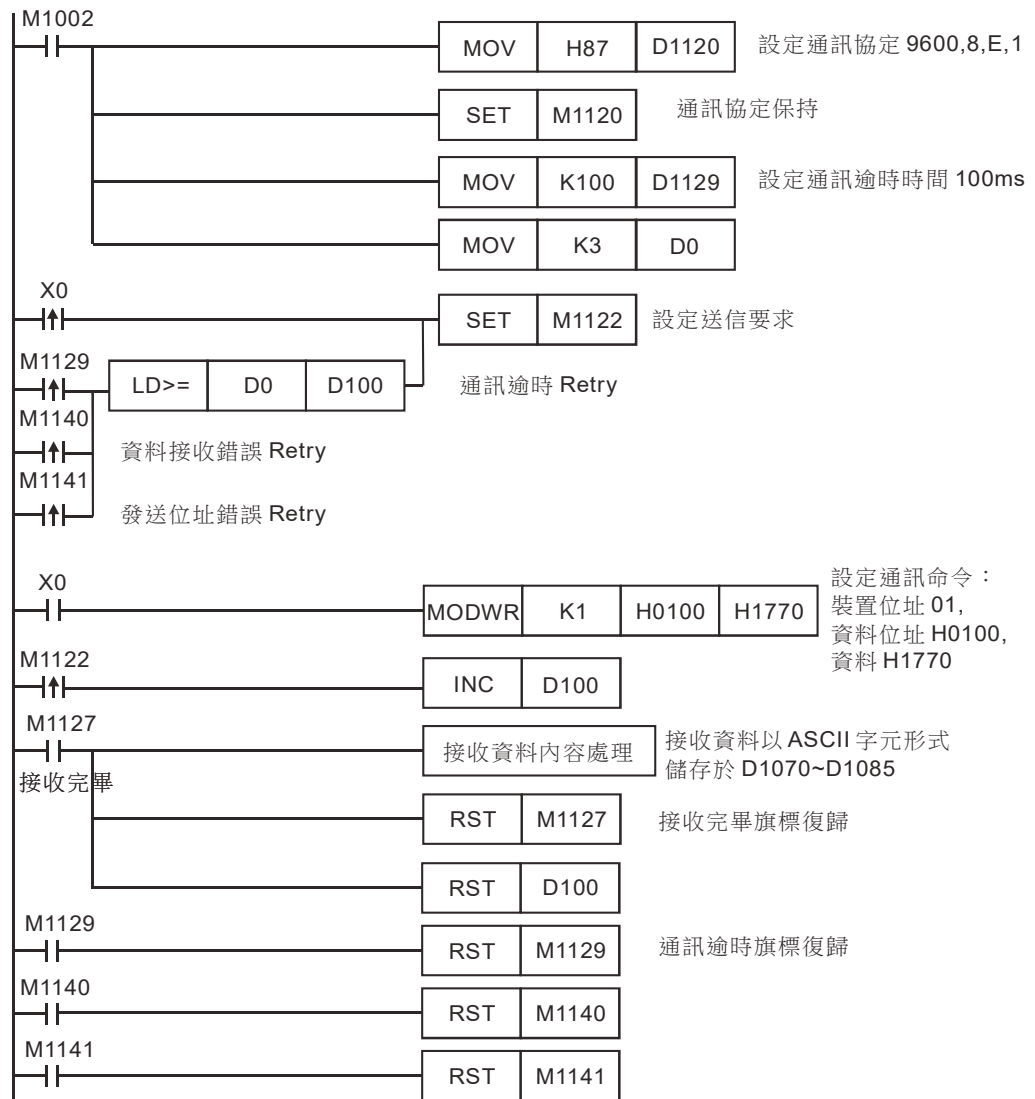 M1002
MOV H87 D1120 設定通訊協定 9600,8,E,1
SET M1120 通訊協定保持
MOV K100 D1129 設定通訊逾時時間 100ms
MOV K3 D0
X0
SET M1122 設定送信要求
M1129
LD>= D0 D100 通訊逾時 Retry
M1140
資料接收錯誤 Retry
M1141
發送位址錯誤 Retry
X0
MODWR K1 H0100 H1770
設定通訊命令：
裝置位址 01,
資料位址 H0100,
資料 H1770
M1122
INC D100
M1127
接收完畢
接收資料內容處理
接收資料以 ASCII 字元形式
儲存於 D1070~D1085
RST M1127 接收完畢旗標復歸
RST D100
M1129
RST M1129 通訊逾時旗標復歸
M1140
RST M1140
M1141
RST M1141